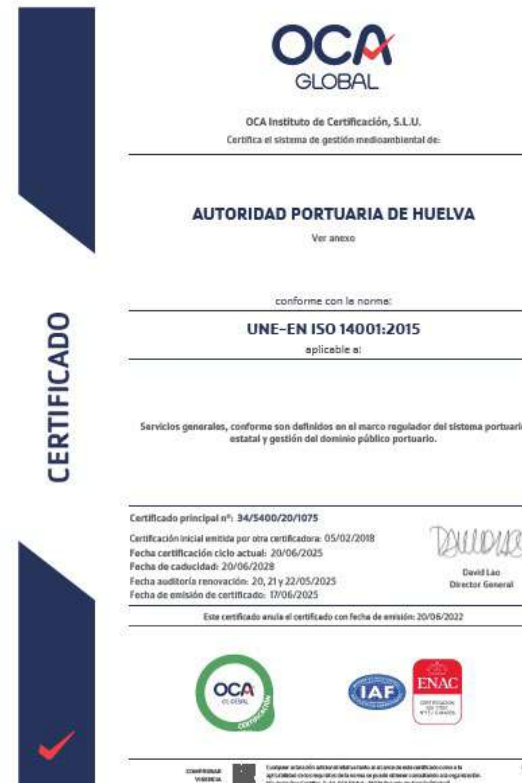 OCA
GLOBAL
OCA Instituto de Certificación, S.L.U.
Certifica el sistema de gestión medioambiental de:
AUTORIDAD PORTUARIA DE HUELVA
Ver anexo
conforme con la norma:
UNE-EN ISO 14001:2015
aplicable a:
CERTIFICADO
Servicios generales, conforme son definidos en el marco regulador del sistema portuari
estatal y gestión del dominio público portuario.
Certificado principal nº: 34/5400/20/1075
Certificación inicial emitida por otra certificadora: 05/02/2018
Fecha certificación ciclo actual: 20/06/2025
Fecha de caducidad: 20/06/2028
Fecha auditoría renovación: 20, 21 y 22/05/2025
Fecha de emisión de certificado: 17/06/2025
David Lao
Director General
Este certificado anula el certificado con fecha de emisión: 20/06/2022
OCA
GLOBAL
CERTIFICACIÓN
IAF
ENAC
CERTIFICACIÓN
COMPROBAR
VIGENCIA